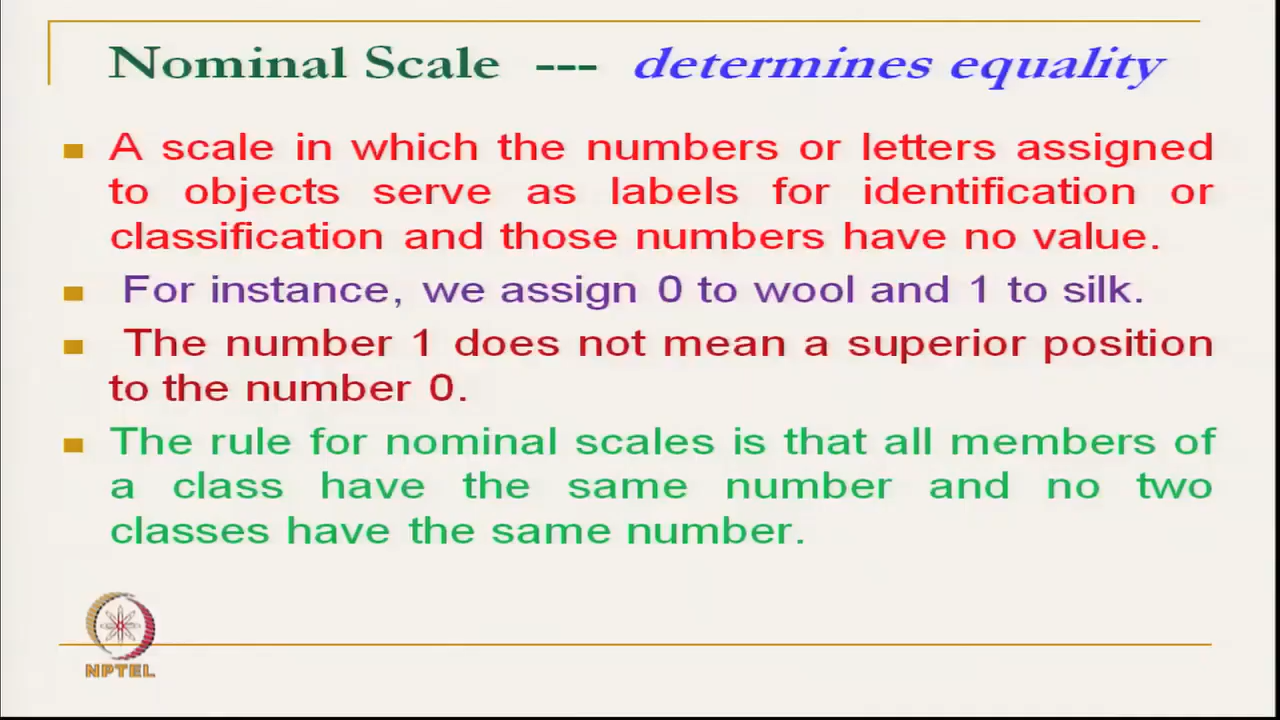 Nominal Scale --- determines equality
A scale in which the numbers or letters assigned
to objects serve as labels for identification or
classification and those numbers have no value.
For instance, we assign 0 to wool and 1 to silk.
The number 1 does not mean a superior position
to the number 0.
The rule for nominal scales is that all members of
a class have the same number and no two
classes have the same number.
NPTEL